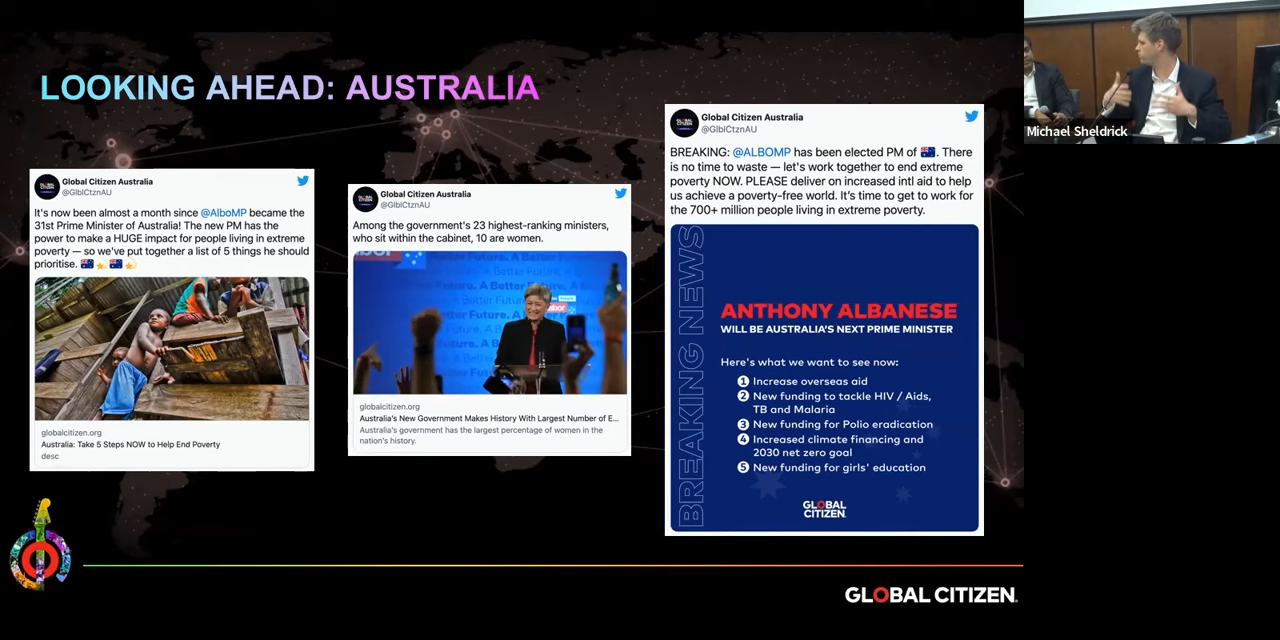 LOOKING AHEAD: AUSTRALIA
Global Citizen Australia
@GlblCtznAU
It's now been almost a month since @AlboMP became the
31st Prime Minister of Australia! The new PM has the
power to make a HUGE impact for people living in extreme
poverty — so we've put together a list of 5 things he should
prioritise.
globalcitizen.org
Australia: Take 5 Steps NOW to Help End Poverty
desc
Global Citizen Australia
@GlblCtznAU
Among the government's 23 highest-ranking ministers,
who sit within the cabinet, 10 are women.
globalcitizen.org
Australia's New Government Makes History With Largest Number of E...
Australia's government has the largest percentage of women in the
nation's history.
Global Citizen Australia
@GlblCtznAU
BREAKING: @ALBOMP has been elected PM of 🇦🇺. There
is no time to waste — let's work together to end extreme
poverty NOW. PLEASE deliver on increased intl aid to help
us achieve a poverty-free world. It's time to get to work for
the 700+ million people living in extreme poverty.
BREAKING NEWS
ANTHONY ALBANESE
WILL BE AUSTRALIA'S NEXT PRIME MINISTER
Here's what we want to see now:
1 Increase overseas aid
2 New funding to tackle HIV / Aids,
TB and Malaria
3 New funding for Polio eradication
4 Increased climate financing and
2030 net zero goal
5 New funding for girls' education
GLOBAL
CITIZEN
GLOBAL CITIZEN
Michael Sheldrick